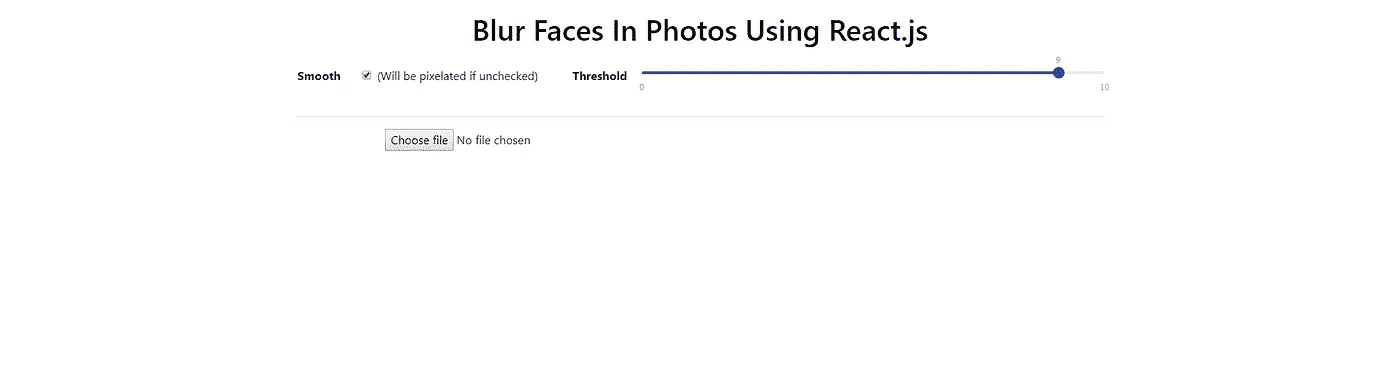 Blur Faces In Photos Using React.js
9
Smooth (Will be pixelated if unchecked) Threshold
0 10
Choose file No file chosen